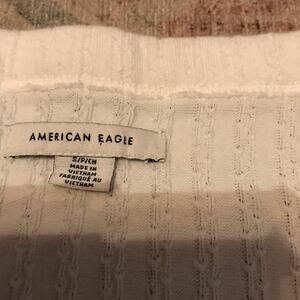 AMERICAN EAGLE
S/P/CH
MADE IN
VIETNAM
FABRIQUÉ AU
VIETNAM